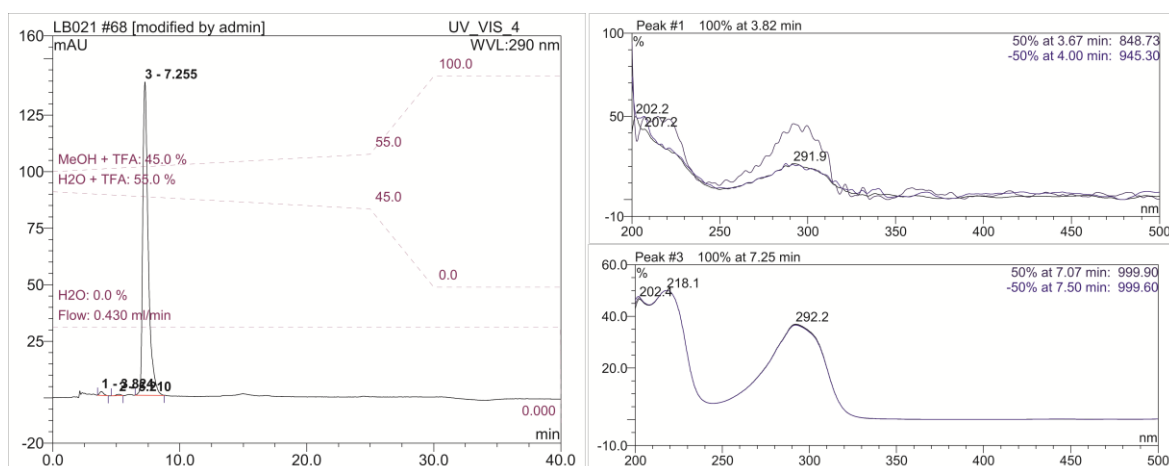 LB021 #68 [modified by admin] UV_VIS_4
160
mAU
WVL:290 nm
3 - 7.255
100.0
125
55.0
MeOH + TFA: 45.0 %
100
H2O + TFA: 55.0 %
45.0
75
50
0.0
H2O: 0.0 %
Flow: 0.430 ml/min
25
1 - 3.824
2 - 5.210
0.000
min
-20
0.0 10.0 20.0 30.0 40.0
Peak #1 100% at 3.82 min
100
%
50% at 3.67 min: 848.73
-50% at 4.00 min: 945.30
50
202.2
207.2
291.9
nm
-10
200 250 300 350 400 450 500
Peak #3 100% at 7.25 min
60.0
%
50% at 7.07 min: 999.90
-50% at 7.50 min: 999.60
202.4
218.1
40.0
292.2
20.0
nm
-10.0
200 250 300 350 400 450 500